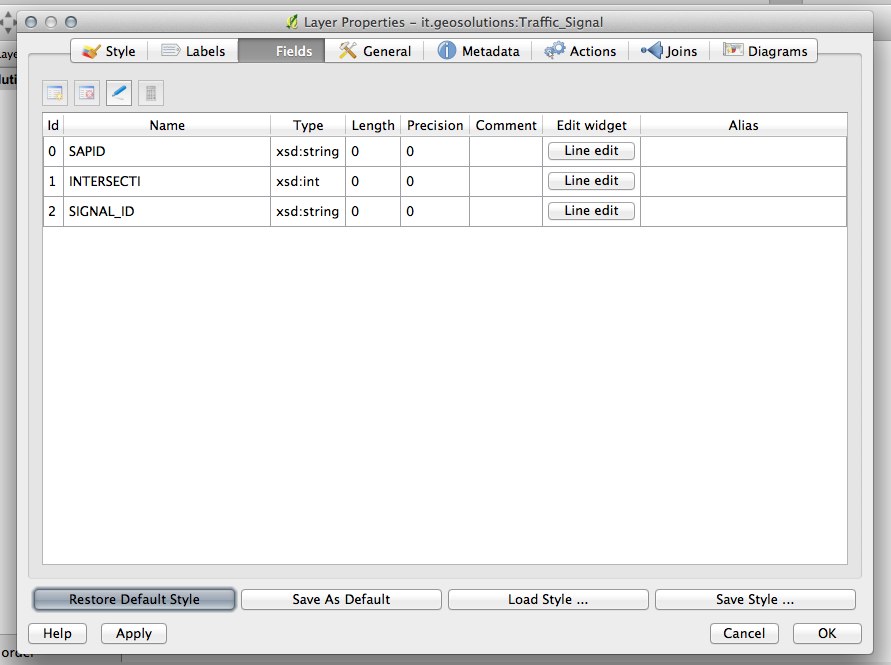 Layer Properties – it.geosolutions:Traffic_Signal
Style Labels Fields General Metadata Actions Joins Diagrams
Id Name Type Length Precision Comment Edit widget Alias
0 SAPID xsd:string 0 0 Line edit
1 INTERSECTI xsd:int 0 0 Line edit
2 SIGNAL_ID xsd:string 0 0 Line edit
Restore Default Style Save As Default Load Style ... Save Style ...
Help Apply Cancel OK